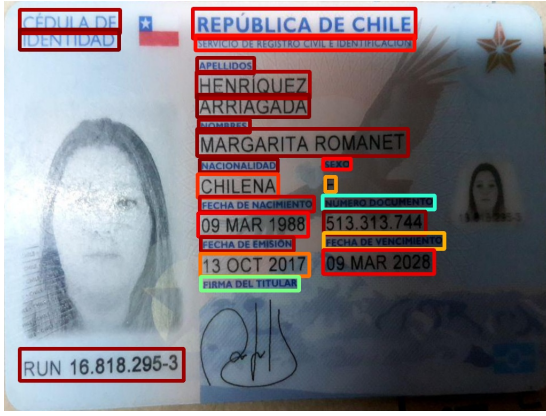 CÉDULA DE
IDENTIDAD
REPÚBLICA DE CHILE
SERVICIO DE REGISTRO CIVIL E IDENTIFICACIÓN
APELLIDOS
HENRÍQUEZ
ARRIAGADA
NOMBRES
MARGARITA ROMANET
NACIONALIDAD SEXO
CHILENA F
FECHA DE NACIMIENTO NÚMERO DOCUMENTO
09 MAR 1988 513.313.744
FECHA DE EMISIÓN FECHA DE VENCIMIENTO
13 OCT 2017 09 MAR 2028
FIRMA DEL TITULAR
RUN 16.818.295-3